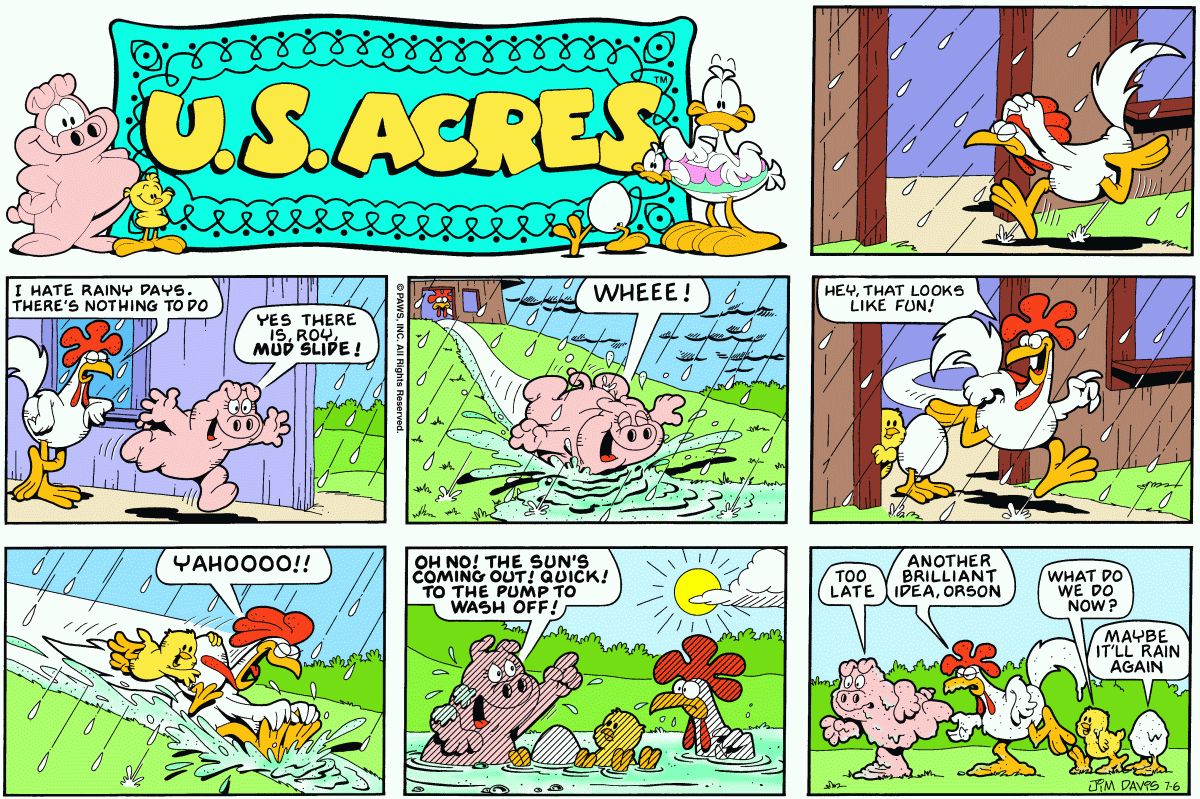 U.S. ACRES
TM
I HATE RAINY DAYS.
THERE'S NOTHING TO DO
YES THERE
IS, ROY,
MUD SLIDE!
© PAWS, INC. All Rights Reserved.
WHEEE!
HEY, THAT LOOKS
LIKE FUN!
YAHOOOO!!
OH NO! THE SUN'S
COMING OUT! QUICK!
TO THE PUMP TO
WASH OFF!
TOO
LATE
ANOTHER
BRILLIANT
IDEA, ORSON
WHAT DO
WE DO
NOW?
MAYBE
IT'LL RAIN
AGAIN
JIM DAVIS 7-6